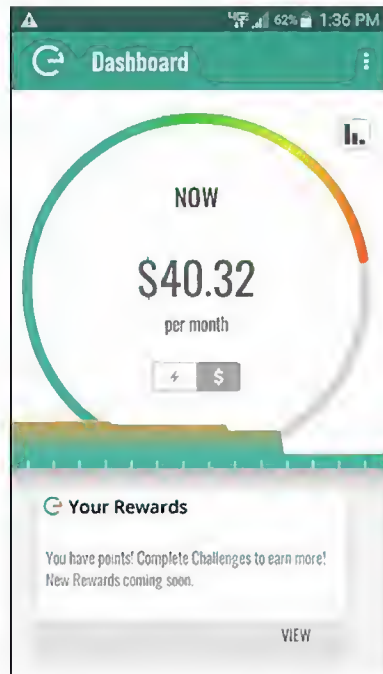 62% 1:36 PM
Dashboard
NOW
$40.32
per month
$
Your Rewards
You have points! Complete Challenges to earn more!
New Rewards coming soon.
VIEW